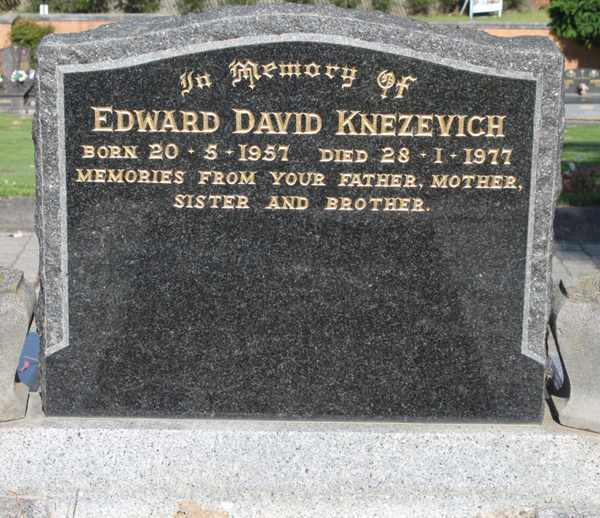 In Memory Of
EDWARD DAVID KNEZEVICH
BORN 20 · 5 · 1957 DIED 28 · 1 · 1977
MEMORIES FROM YOUR FATHER, MOTHER,
SISTER AND BROTHER.